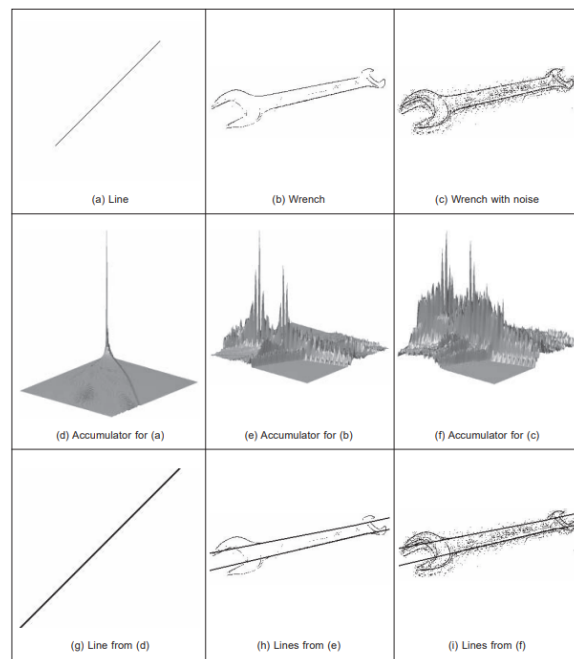 (a) Line
(b) Wrench
(c) Wrench with noise
(d) Accumulator for (a)
(e) Accumulator for (b)
(f) Accumulator for (c)
(g) Line from (d)
(h) Lines from (e)
(i) Lines from (f)